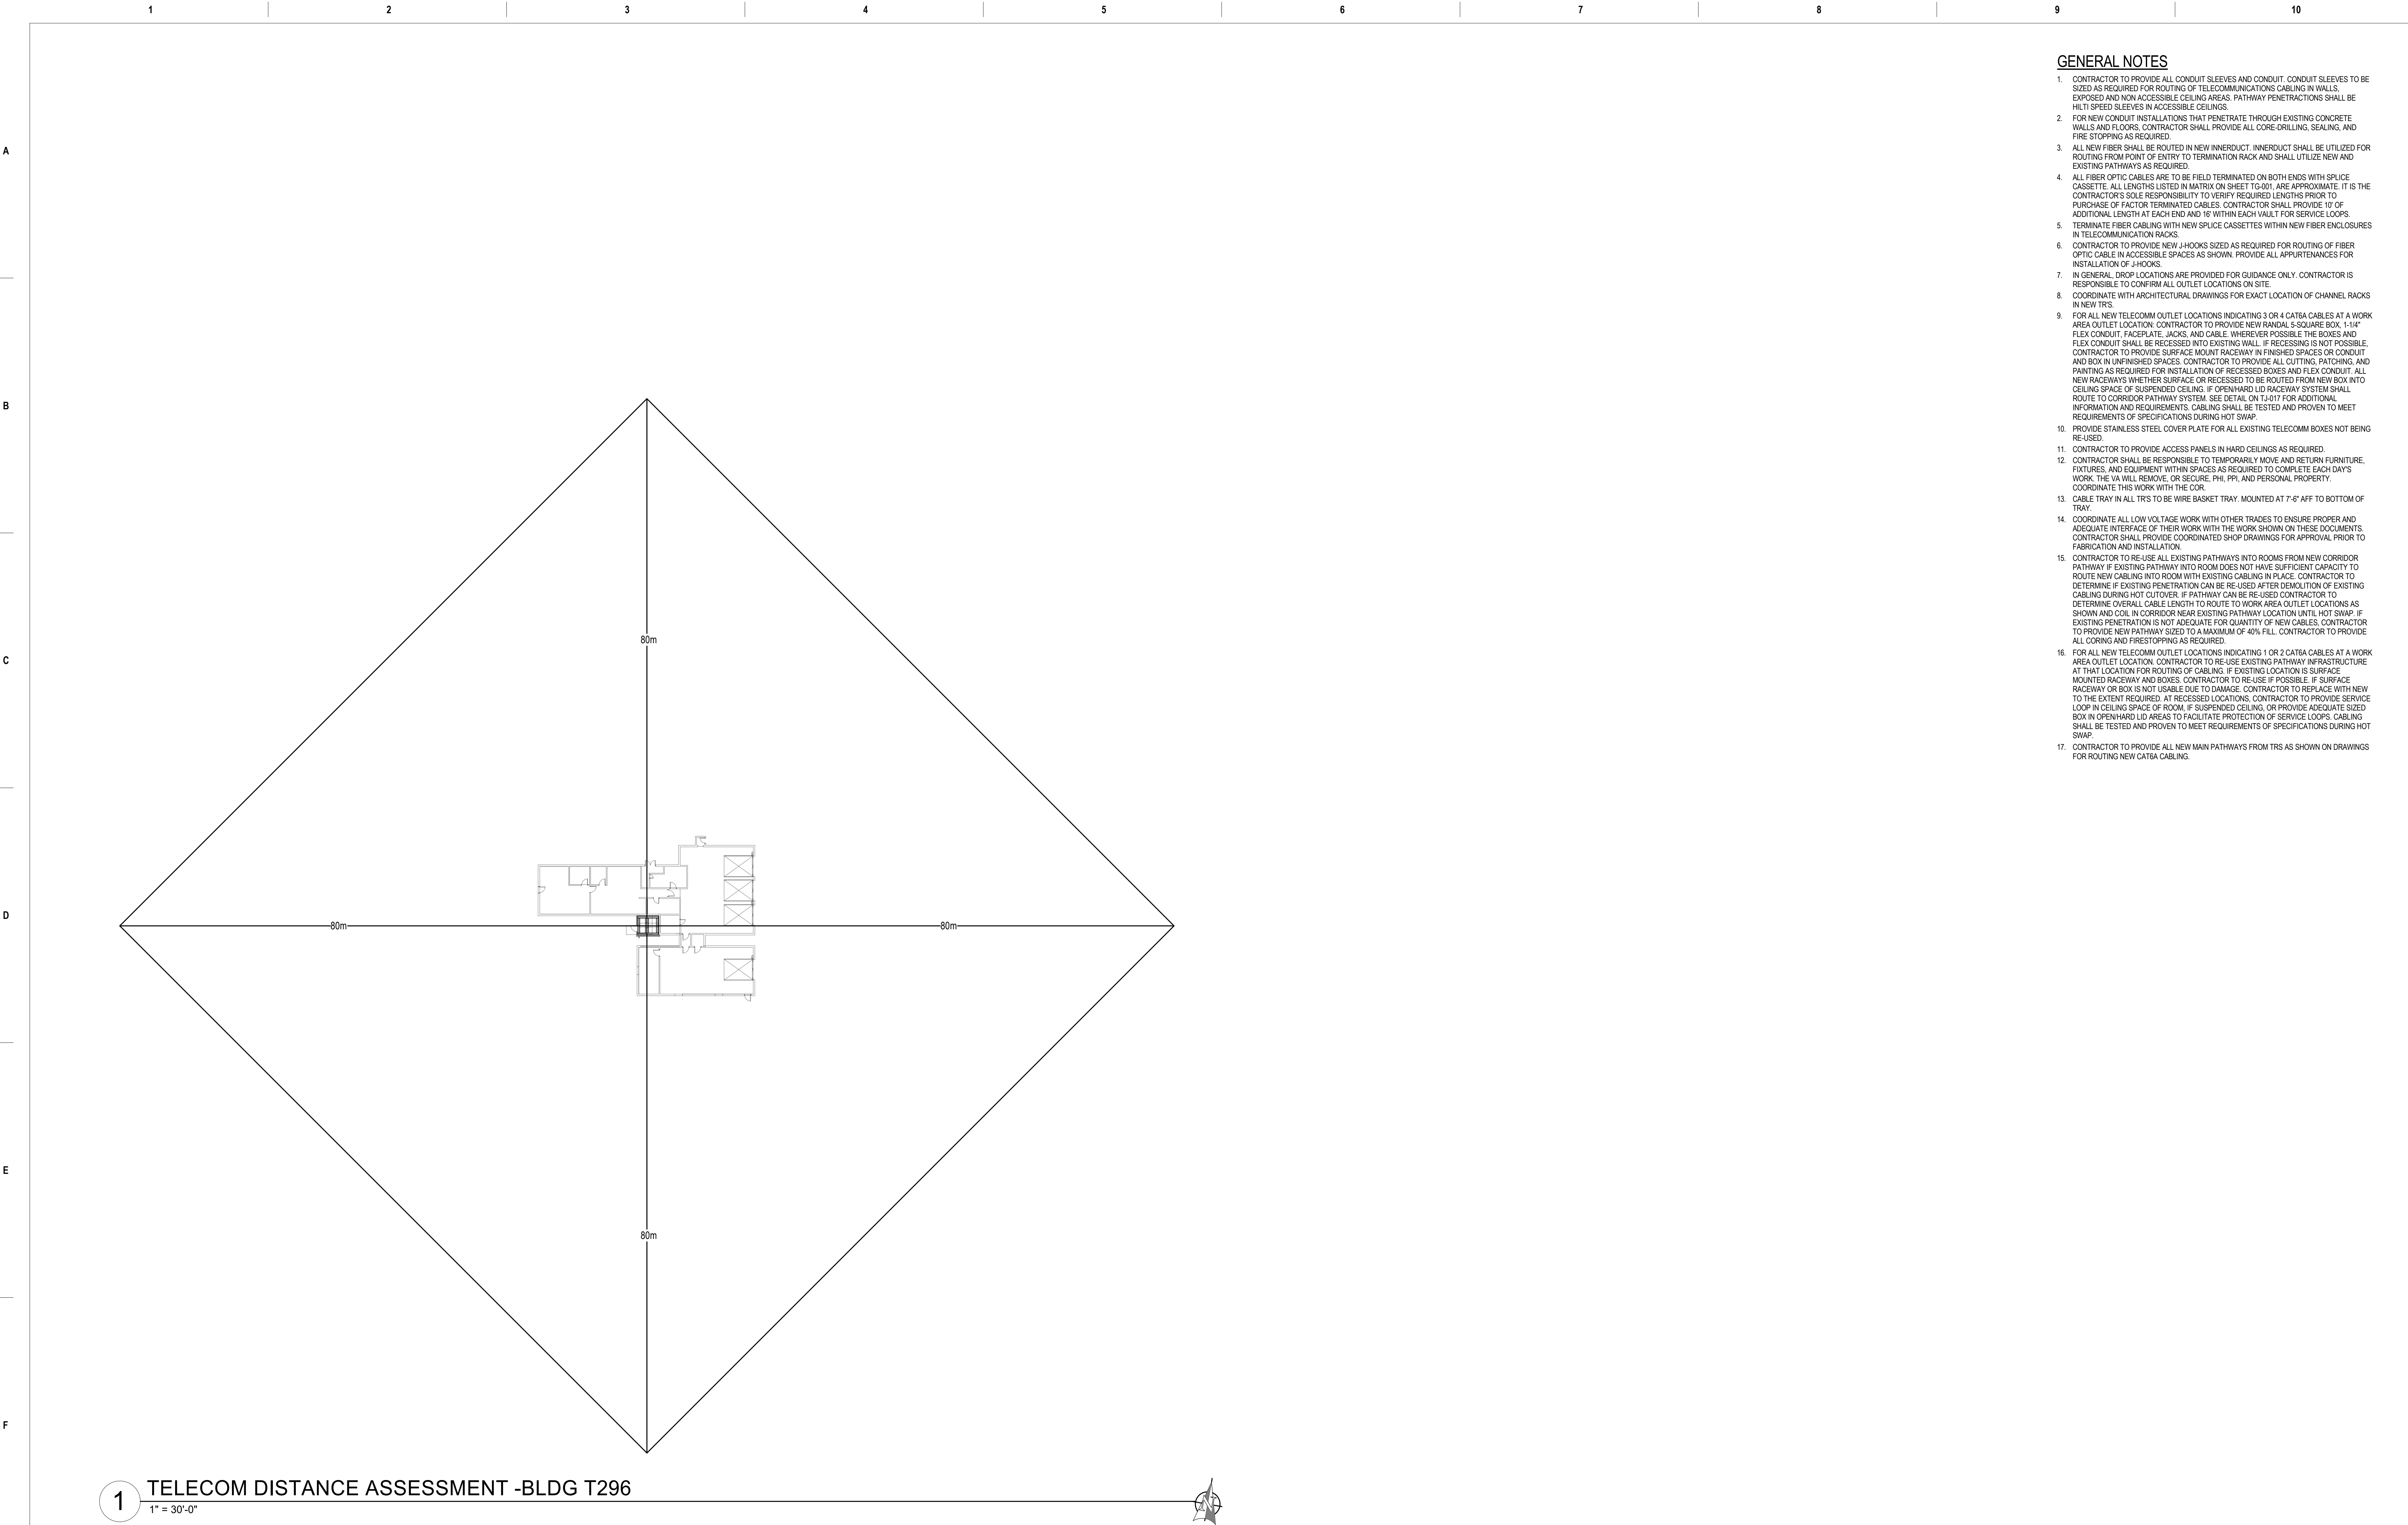 1 2 3 4 5 6 7 8 9 10
A
B
C
D
E
F
GENERAL NOTES
1. CONTRACTOR TO PROVIDE ALL CONDUIT SLEEVES AND CONDUIT. CONDUIT SLEEVES TO BE
SIZED AS REQUIRED FOR ROUTING OF TELECOMMUNICATIONS CABLING IN WALLS,
EXPOSED AND NON ACCESSIBLE CEILING AREAS. PATHWAY PENETRACTIONS SHALL BE
HILTI SPEED SLEEVES IN ACCESSIBLE CEILINGS.
2. FOR NEW CONDUIT INSTALLATIONS THAT PENETRATE THROUGH EXISTING CONCRETE
WALLS AND FLOORS, CONTRACTOR SHALL PROVIDE ALL CORE-DRILLING, SEALING, AND
FIRE STOPPING AS REQUIRED.
3. ALL NEW FIBER SHALL BE ROUTED IN NEW INNERDUCT. INNERDUCT SHALL BE UTILIZED FOR
ROUTING FROM POINT OF ENTRY TO TERMINATION RACK AND SHALL UTILIZE NEW AND
EXISTING PATHWAYS AS REQUIRED.
4. ALL FIBER OPTIC CABLES ARE TO BE FIELD TERMINATED ON BOTH ENDS WITH SPLICE
CASSETTE. ALL LENGTHS LISTED IN MATRIX ON SHEET TG-001, ARE APPROXIMATE. IT IS THE
CONTRACTOR'S SOLE RESPONSIBILITY TO VERIFY REQUIRED LENGTHS PRIOR TO
PURCHASE OF FACTOR TERMINATED CABLES. CONTRACTOR SHALL PROVIDE 10' OF
ADDITIONAL LENGTH AT EACH END AND 16' WITHIN EACH VAULT FOR SERVICE LOOPS.
5. TERMINATE FIBER CABLING WITH NEW SPLICE CASSETTES WITHIN NEW FIBER ENCLOSURES
IN TELECOMMUNICATION RACKS.
6. CONTRACTOR TO PROVIDE NEW J-HOOKS SIZED AS REQUIRED FOR ROUTING OF FIBER
OPTIC CABLE IN ACCESSIBLE SPACES AS SHOWN. PROVIDE ALL APPURTENANCES FOR
INSTALLATION OF J-HOOKS.
7. IN GENERAL, DROP LOCATIONS ARE PROVIDED FOR GUIDANCE ONLY. CONTRACTOR IS
RESPONSIBLE TO CONFIRM ALL OUTLET LOCATIONS ON SITE.
8. COORDINATE WITH ARCHITECTURAL DRAWINGS FOR EXACT LOCATION OF CHANNEL RACKS
IN NEW TR'S.
9. FOR ALL NEW TELECOMM OUTLET LOCATIONS INDICATING 3 OR 4 CAT6A CABLES AT A WORK
AREA OUTLET LOCATION: CONTRACTOR TO PROVIDE NEW RANDAL 5-SQUARE BOX, 1-1/4"
FLEX CONDUIT, FACEPLATE, JACKS, AND CABLE. WHEREVER POSSIBLE THE BOXES AND
FLEX CONDUIT SHALL BE RECESSED INTO EXISTING WALL. IF RECESSING IS NOT POSSIBLE,
CONTRACTOR TO PROVIDE SURFACE MOUNT RACEWAY IN FINISHED SPACES OR CONDUIT
AND BOX IN UNFINISHED SPACES. CONTRACTOR TO PROVIDE ALL CUTTING, PATCHING, AND
PAINTING AS REQUIRED FOR INSTALLATION OF RECESSED BOXES AND FLEX CONDUIT. ALL
NEW RACEWAYS WHETHER SURFACE OR RECESSED TO BE ROUTED FROM NEW BOX INTO
CEILING SPACE OF SUSPENDED CEILING. IF OPEN/HARD LID RACEWAY SYSTEM SHALL
ROUTE TO CORRIDOR PATHWAY SYSTEM. SEE DETAIL ON TJ-017 FOR ADDITIONAL
INFORMATION AND REQUIREMENTS. CABLING SHALL BE TESTED AND PROVEN TO MEET
REQUIREMENTS OF SPECIFICATIONS DURING HOT SWAP.
10. PROVIDE STAINLESS STEEL COVER PLATE FOR ALL EXISTING TELECOMM BOXES NOT BEING
RE-USED.
11. CONTRACTOR TO PROVIDE ACCESS PANELS IN HARD CEILINGS AS REQUIRED.
12. CONTRACTOR SHALL BE RESPONSIBLE TO TEMPORARILY MOVE AND RETURN FURNITURE,
FIXTURES, AND EQUIPMENT WITHIN SPACES AS REQUIRED TO COMPLETE EACH DAY'S
WORK. THE VA WILL REMOVE, OR SECURE, PHI, PPI, AND PERSONAL PROPERTY.
COORDINATE THIS WORK WITH THE COR.
13. CABLE TRAY IN ALL TR'S TO BE WIRE BASKET TRAY. MOUNTED AT 7'-6" AFF TO BOTTOM OF
TRAY.
14. COORDINATE ALL LOW VOLTAGE WORK WITH OTHER TRADES TO ENSURE PROPER AND
ADEQUATE INTERFACE OF THEIR WORK WITH THE WORK SHOWN ON THESE DOCUMENTS.
CONTRACTOR SHALL PROVIDE COORDINATED SHOP DRAWINGS FOR APPROVAL PRIOR TO
FABRICATION AND INSTALLATION.
15. CONTRACTOR TO RE-USE ALL EXISTING PATHWAYS INTO ROOMS FROM NEW CORRIDOR
PATHWAY IF EXISTING PATHWAY INTO ROOM DOES NOT HAVE SUFFICIENT CAPACITY TO
ROUTE NEW CABLING INTO ROOM WITH EXISTING CABLING IN PLACE. CONTRACTOR TO
DETERMINE IF EXISTING PENETRATION CAN BE RE-USED AFTER DEMOLITION OF EXISTING
CABLING DURING HOT CUTOVER. IF PATHWAY CAN BE RE-USED CONTRACTOR TO
DETERMINE OVERALL CABLE LENGTH TO ROUTE TO WORK AREA OUTLET LOCATIONS AS
SHOWN AND COIL IN CORRIDOR NEAR EXISTING PATHWAY LOCATION UNTIL HOT SWAP. IF
EXISTING PENETRATION IS NOT ADEQUATE FOR QUANTITY OF NEW CABLES, CONTRACTOR
TO PROVIDE NEW PATHWAY SIZED TO A MAXIMUM OF 40% FILL. CONTRACTOR TO PROVIDE
ALL CORING AND FIRESTOPPING AS REQUIRED.
16. FOR ALL NEW TELECOMM OUTLET LOCATIONS INDICATING 1 OR 2 CAT6A CABLES AT A WORK
AREA OUTLET LOCATION. CONTRACTOR TO RE-USE EXISTING PATHWAY INFRASTRUCTURE
AT THAT LOCATION FOR ROUTING OF CABLING. IF EXISTING LOCATION IS SURFACE
MOUNTED RACEWAY AND BOXES. CONTRACTOR TO RE-USE IF POSSIBLE. IF SURFACE
RACEWAY OR BOX IS NOT USABLE DUE TO DAMAGE. CONTRACTOR TO REPLACE WITH NEW
TO THE EXTENT REQUIRED. AT RECESSED LOCATIONS, CONTRACTOR TO PROVIDE SERVICE
LOOP IN CEILING SPACE OF ROOM, IF SUSPENDED CEILING, OR PROVIDE ADEQUATE SIZED
BOX IN OPEN/HARD LID AREAS TO FACILITATE PROTECTION OF SERVICE LOOPS. CABLING
SHALL BE TESTED AND PROVEN TO MEET REQUIREMENTS OF SPECIFICATIONS DURING HOT
SWAP.
17. CONTRACTOR TO PROVIDE ALL NEW MAIN PATHWAYS FROM TRS AS SHOWN ON DRAWINGS
FOR ROUTING NEW CAT6A CABLING.
80m
80m
80m
80m
1 TELECOM DISTANCE ASSESSMENT -BLDG T296
1" = 30'-0"
N